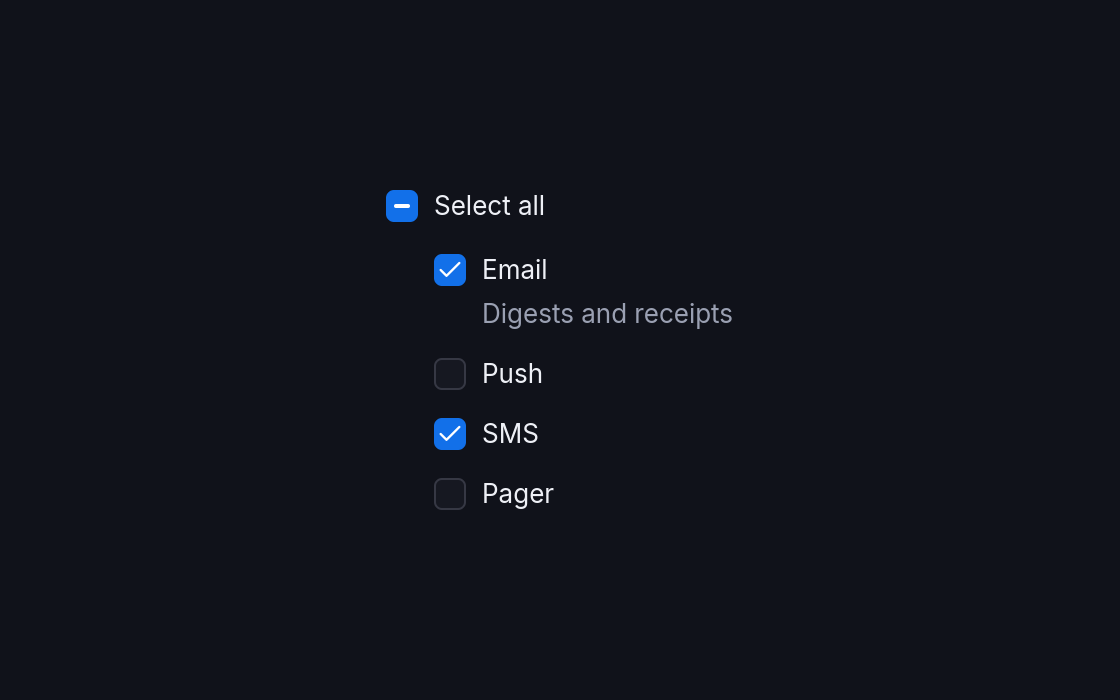 Select all
Email
Digests and receipts
Push
SMS
Pager